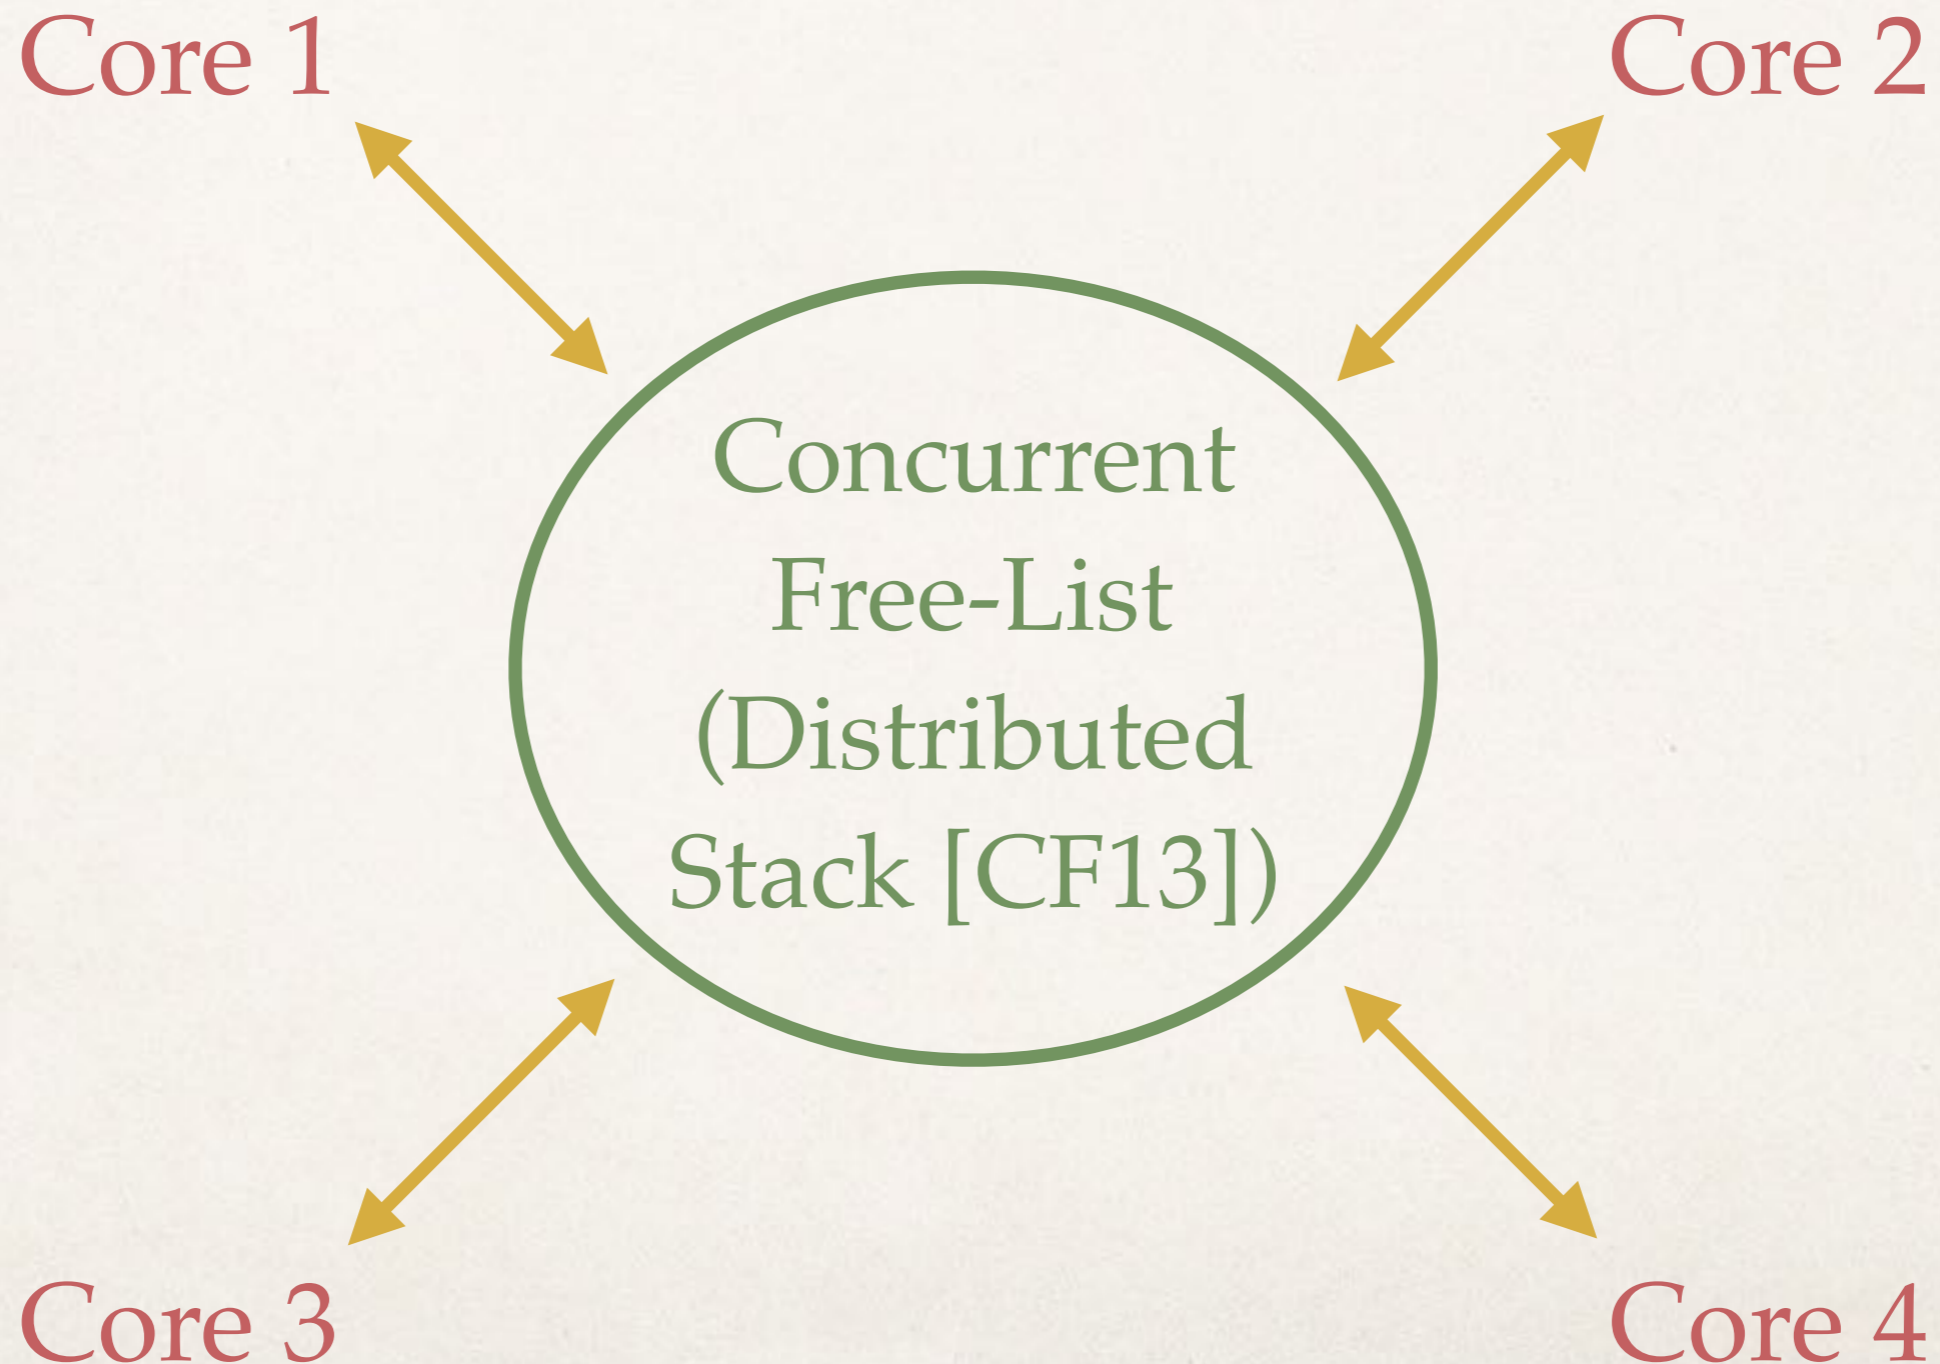 Core 1
Core 2
Concurrent
Free-List
(Distributed
Stack [CF13])
Core 3
Core 4